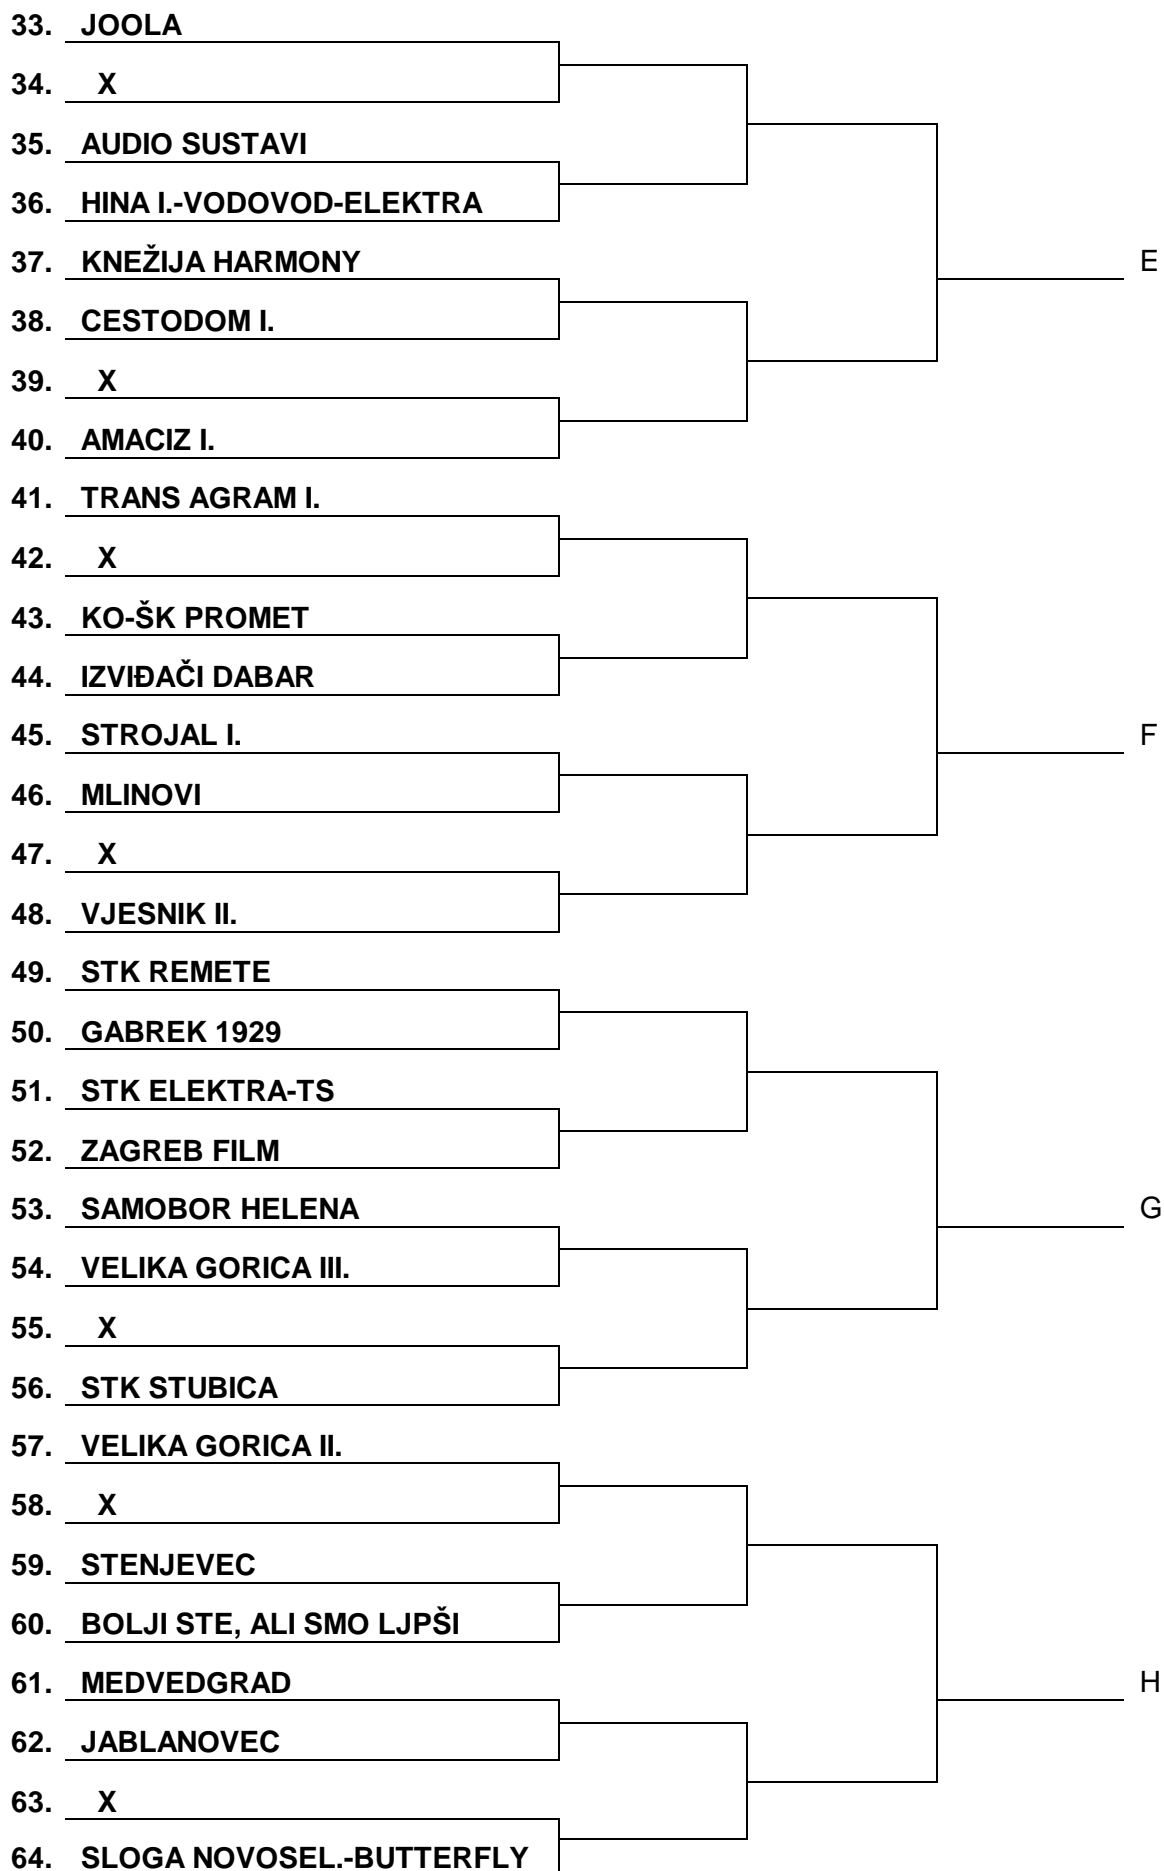 33. JOOLA
34. X
35. AUDIO SUSTAVI
36. HINA I.-VODOVOD-ELEKTRA
37. KNEŽIJA HARMONY
E
38. CESTODOM I.
39. X
40. AMACIZ I.
41. TRANS AGRAM I.
42. X
43. KO-ŠK PROMET
44. IZVIĐAČI DABAR
45. STROJAL I.
F
46. MLINOVI
47. X
48. VJESNIK II.
49. STK REMETE
50. GABREK 1929
51. STK ELEKTRA-TS
52. ZAGREB FILM
53. SAMOBOR HELENA
G
54. VELIKA GORICA III.
55. X
56. STK STUBICA
57. VELIKA GORICA II.
58. X
59. STENJEVEC
60. BOLJI STE, ALI SMO LJPŠI
61. MEDVEDGRAD
H
62. JABLANOVEC
63. X
64. SLOGA NOVOSEL.-BUTTERFLY